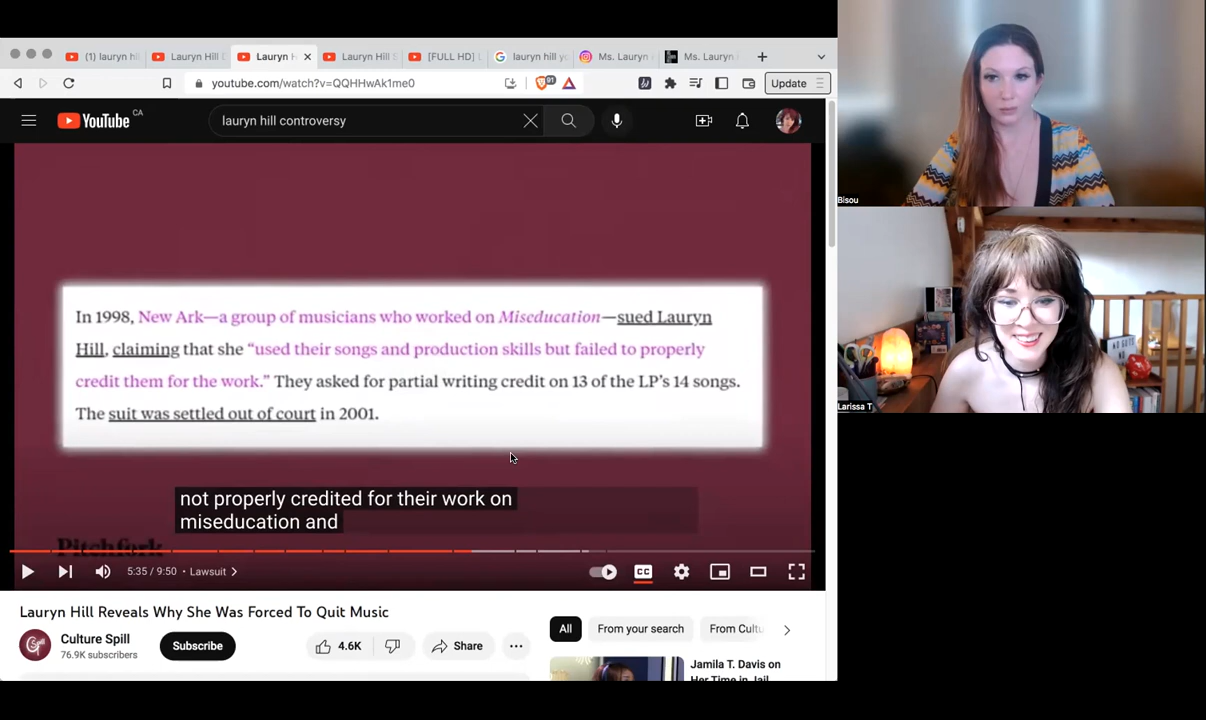 (1) lauryn hil
Lauryn Hill D
Lauryn H
Lauryn Hill S
[FULL HD] L
lauryn hill yo
Ms. Lauryn
Ms. Lauryn
youtube.com/watch?v=QQHHwAk1me0
91
Update
YouTube CA
lauryn hill controversy
In 1998, New Ark—a group of musicians who worked on Miseducation—sued Lauryn
Hill, claiming that she “used their songs and production skills but failed to properly
credit them for the work.” They asked for partial writing credit on 13 of the LP’s 14 songs.
The suit was settled out of court in 2001.
not properly credited for their work on
miseducation and
Pitchfork
5:35 / 9:50 • Lawsuit
CC
Lauryn Hill Reveals Why She Was Forced To Quit Music
Culture Spill
76.9K subscribers
Subscribe
4.6K
Share
All
From your search
From Cultu
Jamila T. Davis on
Her Time in Jail
Bisou
Larissa T